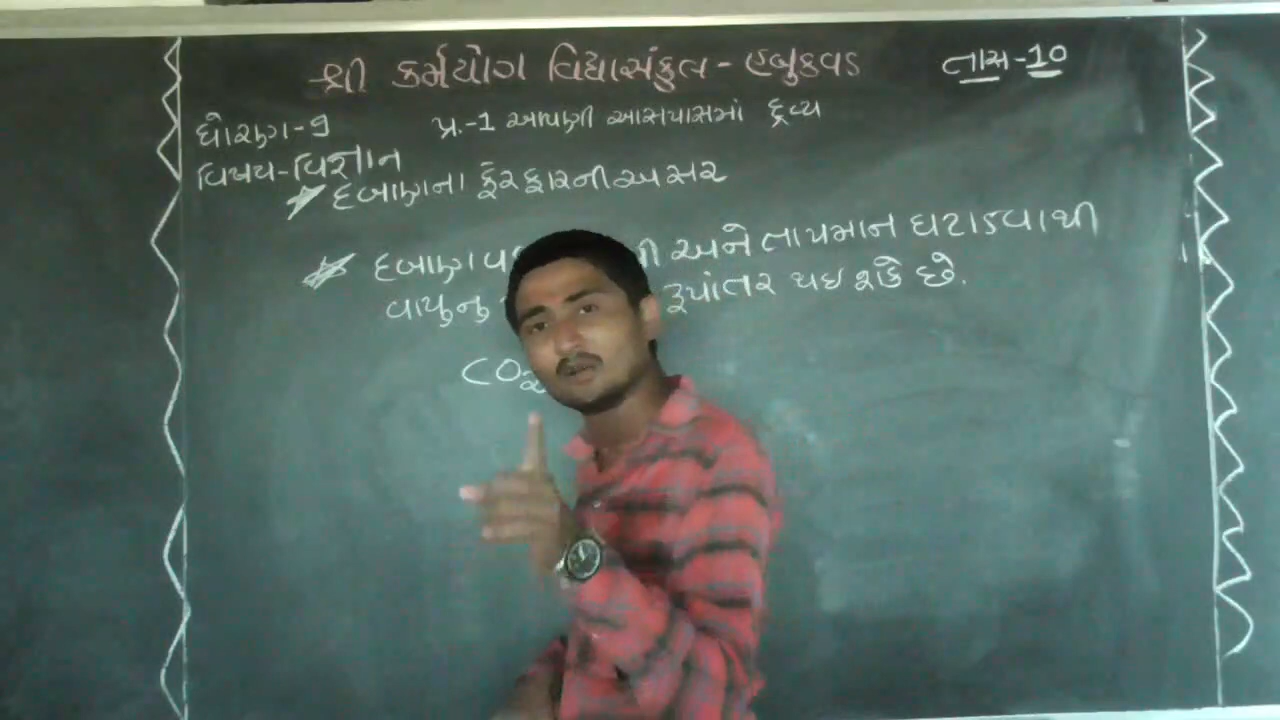 શ્રી કર્મયોગ વિદ્યાસંકુલ - હબુકવડ
તાસ-10
ધોરણ-9
પ્ર.-1 આપણી આસપાસમાં દ્રવ્ય
વિષય-વિજ્ઞાન
દબાણના ફેરફારની અસર
દબાણ અને તાપમાન ઘટાડવાથી
વાયુનુ રૂપાંતર થઇ શકે છે.
CO2